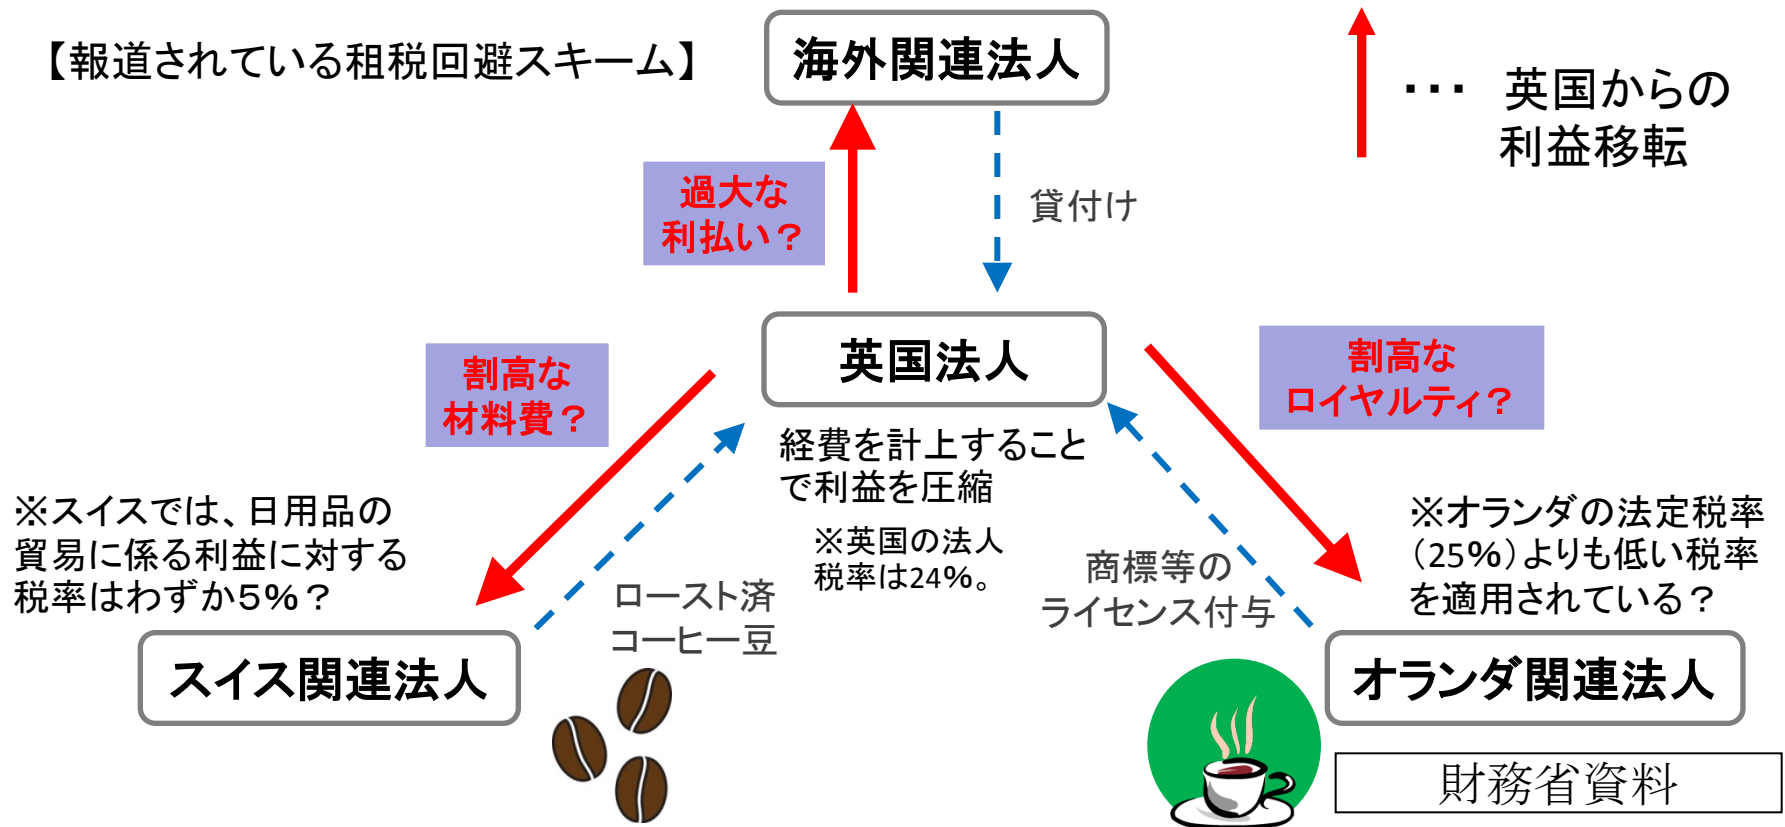 【報道されている租税回避スキーム】
海外関連法人
・・・ 英国からの
利益移転
過大な
利払い？
貸付け
英国法人
割高な
材料費？
割高な
ロイヤルティ？
経費を計上すること
で利益を圧縮
※英国の法人
税率は24%。
※スイスでは、日用品の
貿易に係る利益に対する
税率はわずか５％？
※オランダの法定税率
（25%）よりも低い税率
を適用されている？
ロースト済
コーヒー豆
商標等の
ライセンス付与
スイス関連法人
オランダ関連法人
財務省資料